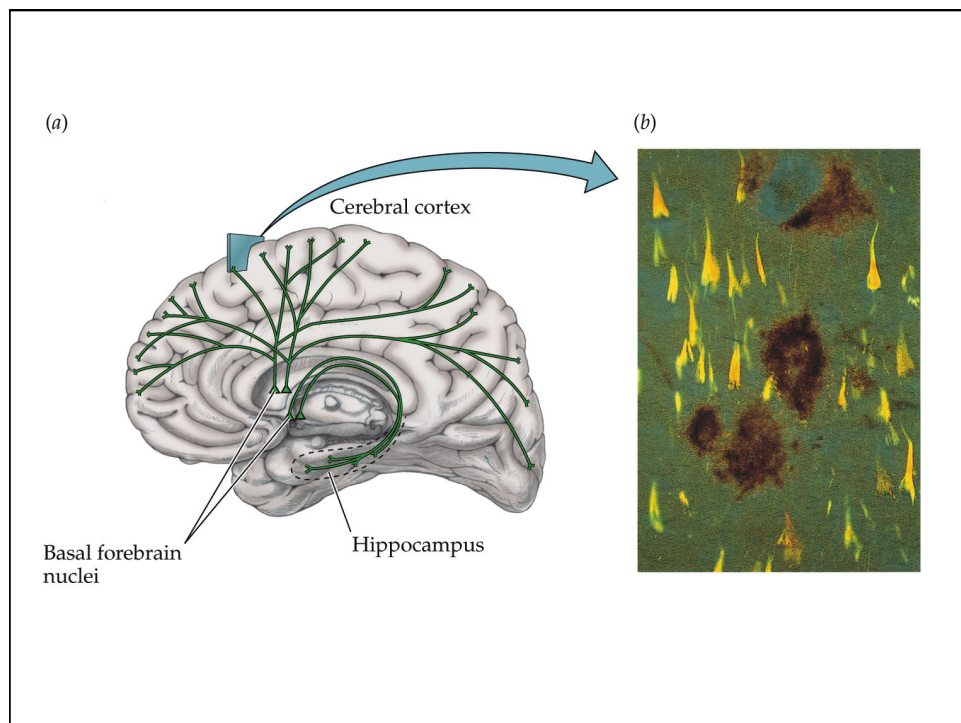 (a)
(b)
Cerebral cortex
Basal forebrain
nuclei
Hippocampus